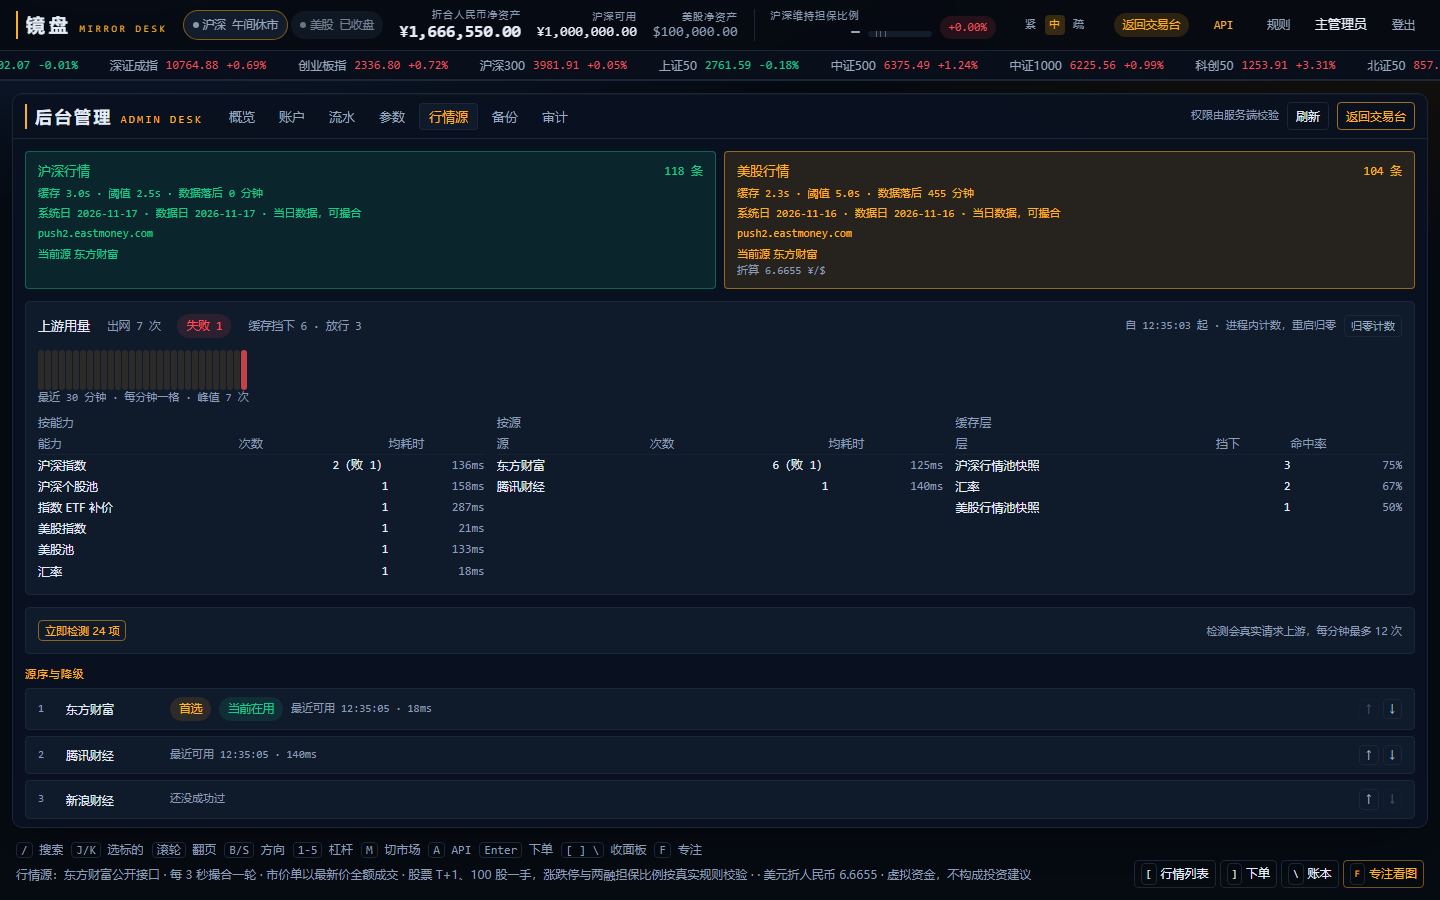 镜盘 MIRROR DESK 沪深 午间休市 美股 已收盘 折合人民币净资产 ¥1,666,550.00 沪深可用 ¥1,000,000.00 美股净资产 $100,000.00 沪深维持担保比例 — +0.00% 紧 中 疏 返回交易台 API 规则 主管理员 登出
02.07 -0.01% 深证成指 10764.88 +0.69% 创业板指 2336.80 +0.72% 沪深300 3981.91 +0.05% 上证50 2761.59 -0.18% 中证500 6375.49 +1.24% 中证1000 6225.56 +0.99% 科创50 1253.91 +3.31% 北证50 857.
后台管理 ADMIN DESK 概览 账户 流水 参数 行情源 备份 审计 权限由服务端校验 刷新 返回交易台
沪深行情 118 条
缓存 3.0s · 阈值 2.5s · 数据落后 0 分钟
系统日 2026-11-17 · 数据日 2026-11-17 · 当日数据，可撮合
push2.eastmoney.com
当前源 东方财富
美股行情 104 条
缓存 2.3s · 阈值 5.0s · 数据落后 455 分钟
系统日 2026-11-16 · 数据日 2026-11-16 · 当日数据，可撮合
push2.eastmoney.com
当前源 东方财富
折算 6.6655 ¥/$
上游用量 出网 7 次 失败 1 缓存挡下 6 · 放行 3 自 12:35:03 起 · 进程内计数，重启归零 归零计数
最近 30 分钟 · 每分钟一格 · 峰值 7 次
按能力
能力 次数 均耗时
沪深指数 2 (败 1) 136ms
沪深个股池 1 158ms
指数 ETF 补价 1 287ms
美股指数 1 21ms
美股池 1 133ms
汇率 1 18ms
按源
源 次数 均耗时
东方财富 6 (败 1) 125ms
腾讯财经 1 140ms
缓存层
层 挡下 命中率
沪深行情池快照 3 75%
汇率 2 67%
美股行情池快照 1 50%
立即检测 24 项 检测会真实请求上游，每分钟最多 12 次
源序与降级
1 东方财富 首选 当前在用 最近可用 12:35:05 · 18ms ↑ ↓
2 腾讯财经 最近可用 12:35:05 · 140ms ↑ ↓
3 新浪财经 还没成功过 ↑ ↓
/ 搜索 J/K 选标的 滚轮 翻页 B/S 方向 1-5 杠杆 M 切市场 A API Enter 下单 [ ] \ 收面板 F 专注
行情源：东方财富公开接口 · 每 3 秒撮合一轮 · 市价单以最新价全额成交 · 股票 T+1、100 股一手，涨跌停与两融担保比例按真实规则校验 · · 美元折人民币 6.6655 · 虚拟资金，不构成投资建议
[ 行情列表 ] 下单 \ 账本 F 专注看图